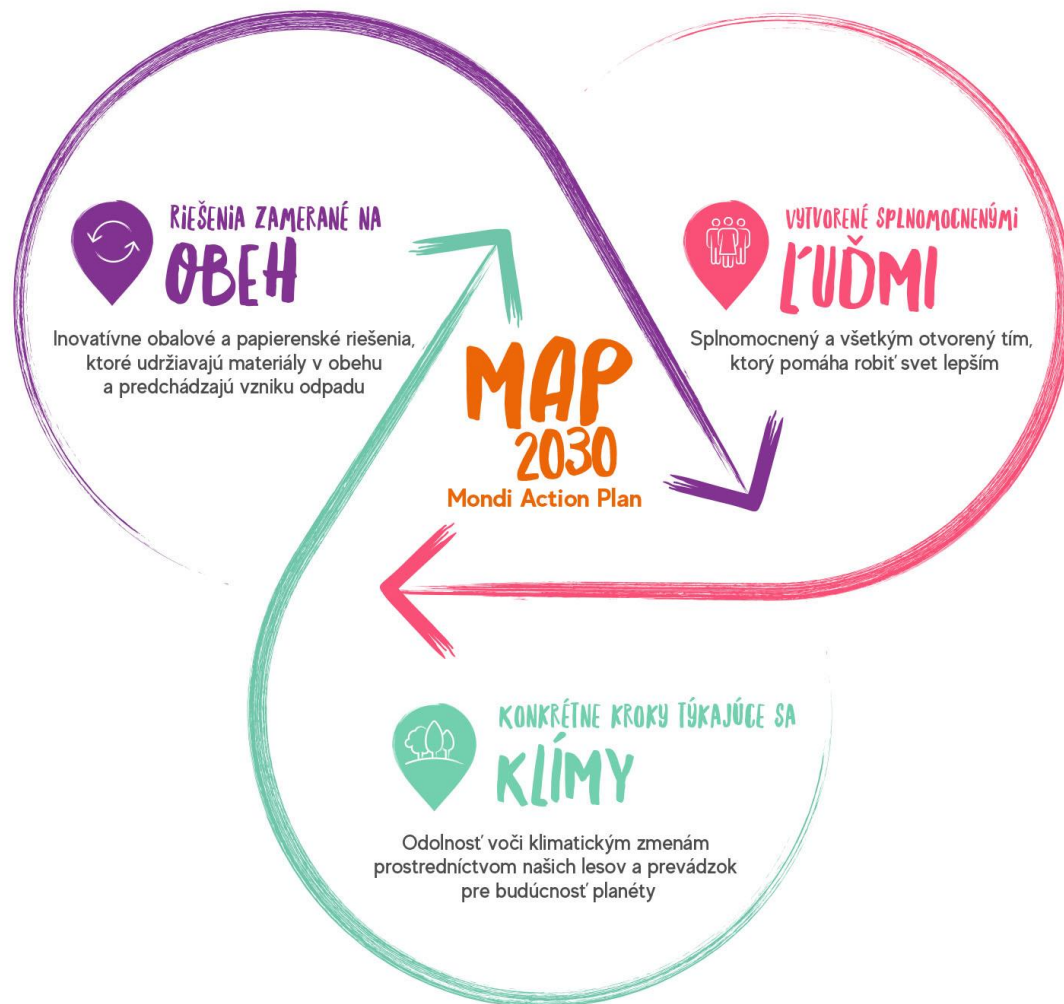 RIEŠENIA ZAMERANÉ NA
OBEH
Inovatívne obalové a papierenské riešenia,
ktoré udržiavajú materiály v obehu
a predchádzajú vzniku odpadu
VYTVORENÉ SPLNOMOCNENÝMI
ĽUĎMI
Splnomocnený a všetkým otvorený tím,
ktorý pomáha robiť svet lepším
MAP
2030
Mondi Action Plan
KONKRÉTNE KROKY TÝKAJÚCE SA
KLÍMY
Odolnosť voči klimatickým zmenám
prostredníctvom našich lesov a prevádzok
pre budúcnosť planéty